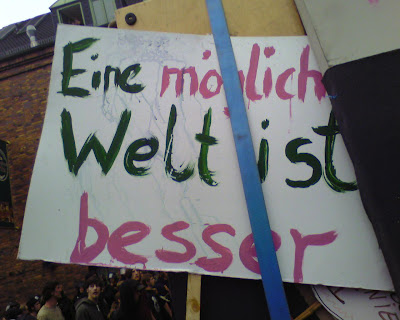 Eine möglich
Welt ist
besser